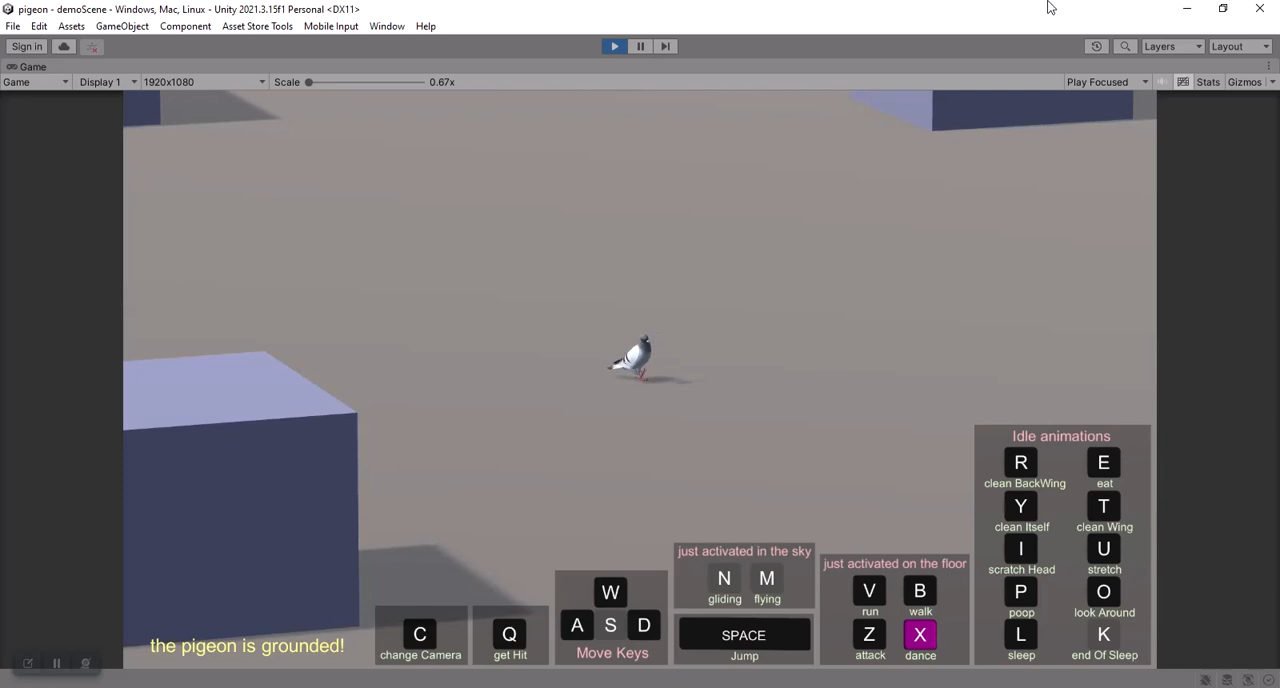 pigeon - demoScene - Windows, Mac, Linux - Unity 2021.3.15f1 Personal <DX11>
File Edit Assets GameObject Component Asset Store Tools Mobile Input Window Help
Sign in Layers Layout
Game
Game Display 1 1920x1080 Scale 0.67x Play Focused Stats Gizmos
Idle animations
R E
clean BackWing eat
Y T
clean Itself clean Wing
I U
scratch Head stretch
P O
poop look Around
L K
sleep end Of Sleep
just activated in the sky
N M
gliding flying
SPACE
Jump
just activated on the floor
V B
run walk
Z X
attack dance
W
A S D
Move Keys
Q
get Hit
C
change Camera
the pigeon is grounded!